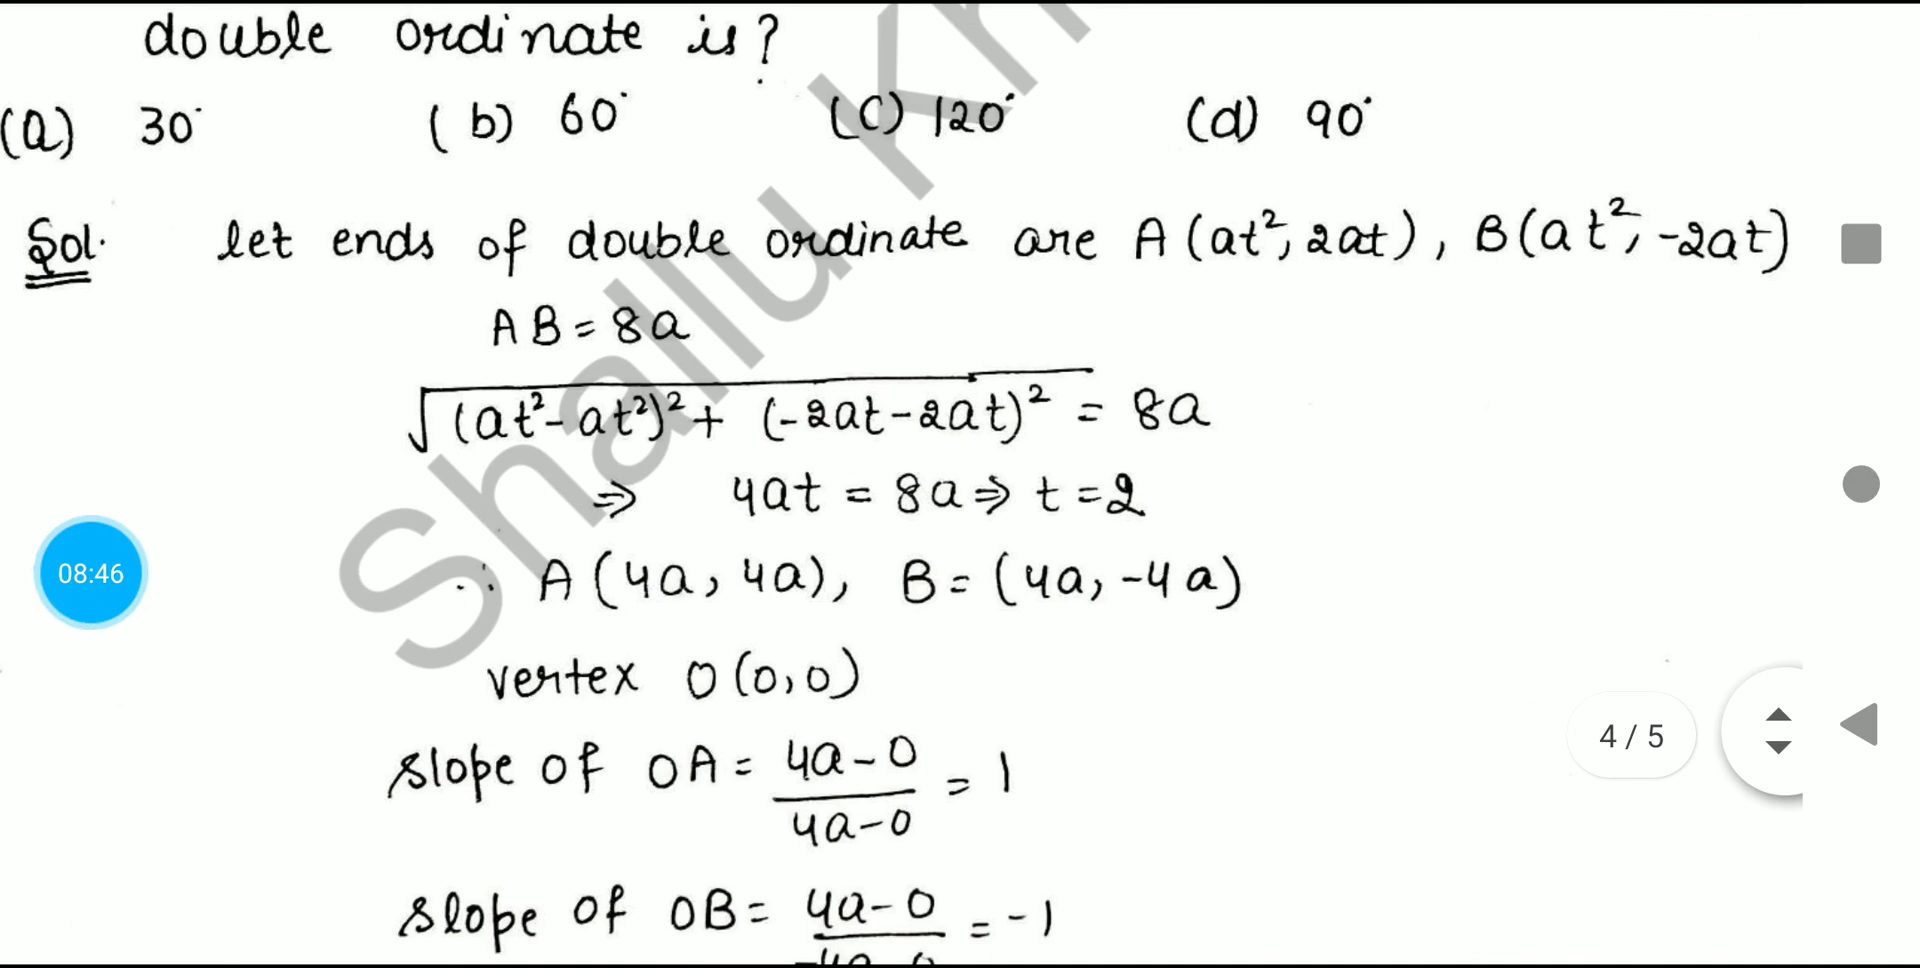 double ordinate is?
(a) 30° (b) 60° (c) 120° (d) 90°
Sol. let ends of double ordinate are A(at², 2at), B(at², -2at)
AB = 8a
√(at²-at²)² + (-2at-2at)² = 8a
⇒ 4at = 8a ⇒ t = 2
08:46
∴ A(4a, 4a), B = (4a, -4a)
vertex O(0,0)
4 / 5
slope of OA = 4a-0 / 4a-0 = 1
slope of OB = 4a-0 / -4a-0 = -1
Shallu Kh